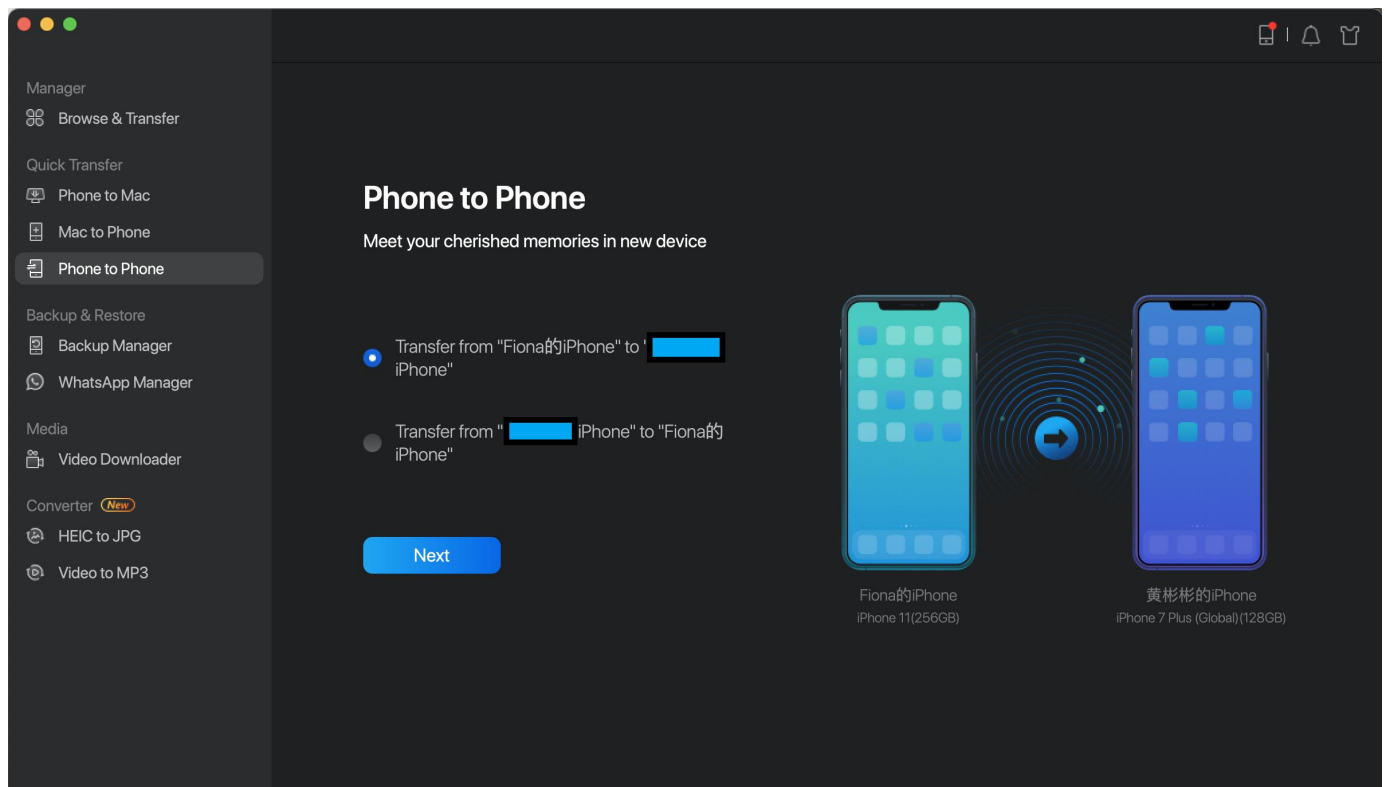 Manager
Browse & Transfer
Quick Transfer
Phone to Mac
Mac to Phone
Phone to Phone
Backup & Restore
Backup Manager
WhatsApp Manager
Media
Video Downloader
Converter New
HEIC to JPG
Video to MP3
Phone to Phone
Meet your cherished memories in new device
Transfer from "Fiona的iPhone" to "
iPhone"
Transfer from " iPhone" to "Fiona的
iPhone"
Next
Fiona的iPhone
iPhone 11(256GB)
黄彬彬的iPhone
iPhone 7 Plus (Global)(128GB)